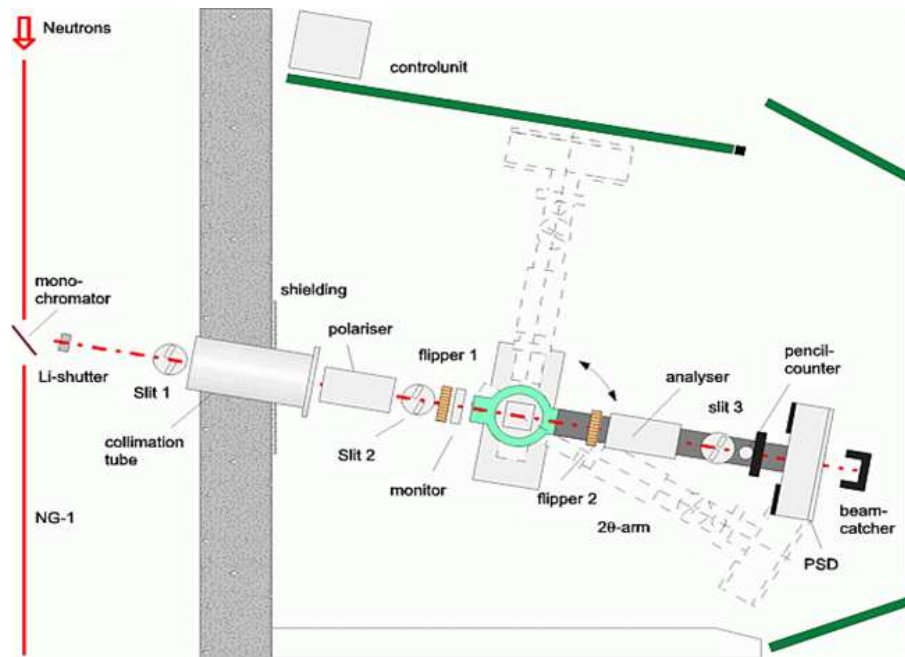 Neutrons
controlunit
mono-
chromator
shielding
polariser
flipper 1
pencil-
counter
analyser
slit 3
Li-shutter
Slit 1
collimation
tube
Slit 2
monitor
flipper 2
2θ-arm
beam-
catcher
PSD
NG-1